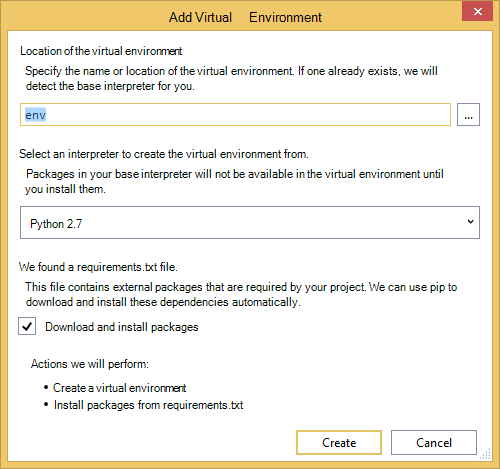 Add Virtual Environment
Location of the virtual environment
Specify the name or location of the virtual environment. If one already exists, we will
detect the base interpreter for you.
env
...
Select an interpreter to create the virtual environment from.
Packages in your base interpreter will not be available in the virtual environment until
you install them.
Python 2.7
We found a requirements.txt file.
This file contains external packages that are required by your project. We can use pip to
download and install these dependencies automatically.
Download and install packages
Actions we will perform:
• Create a virtual environment
• Install packages from requirements.txt
Create
Cancel